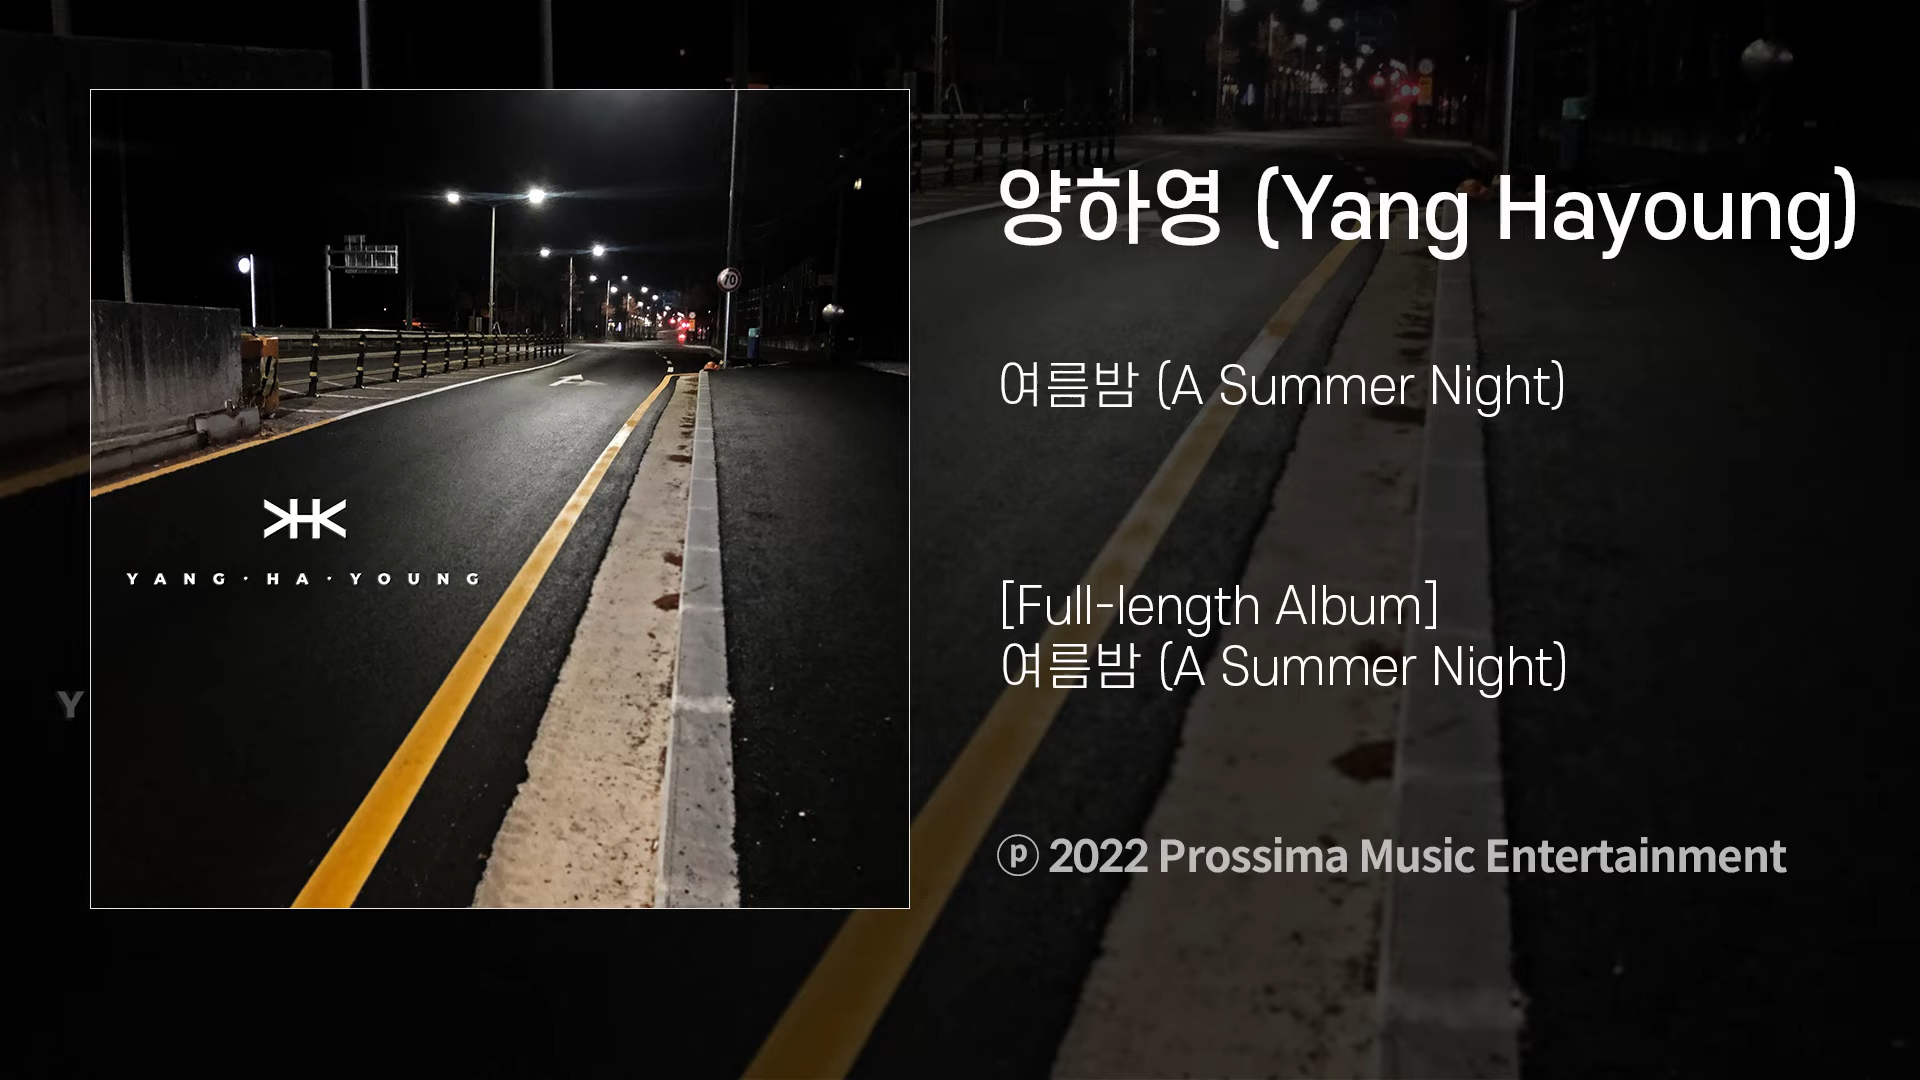 70
YANG·HA·YOUNG
Y
양하영 (Yang Hayoung)
여름밤 (A Summer Night)
[Full-length Album]
여름밤 (A Summer Night)
ⓟ 2022 Prossima Music Entertainment